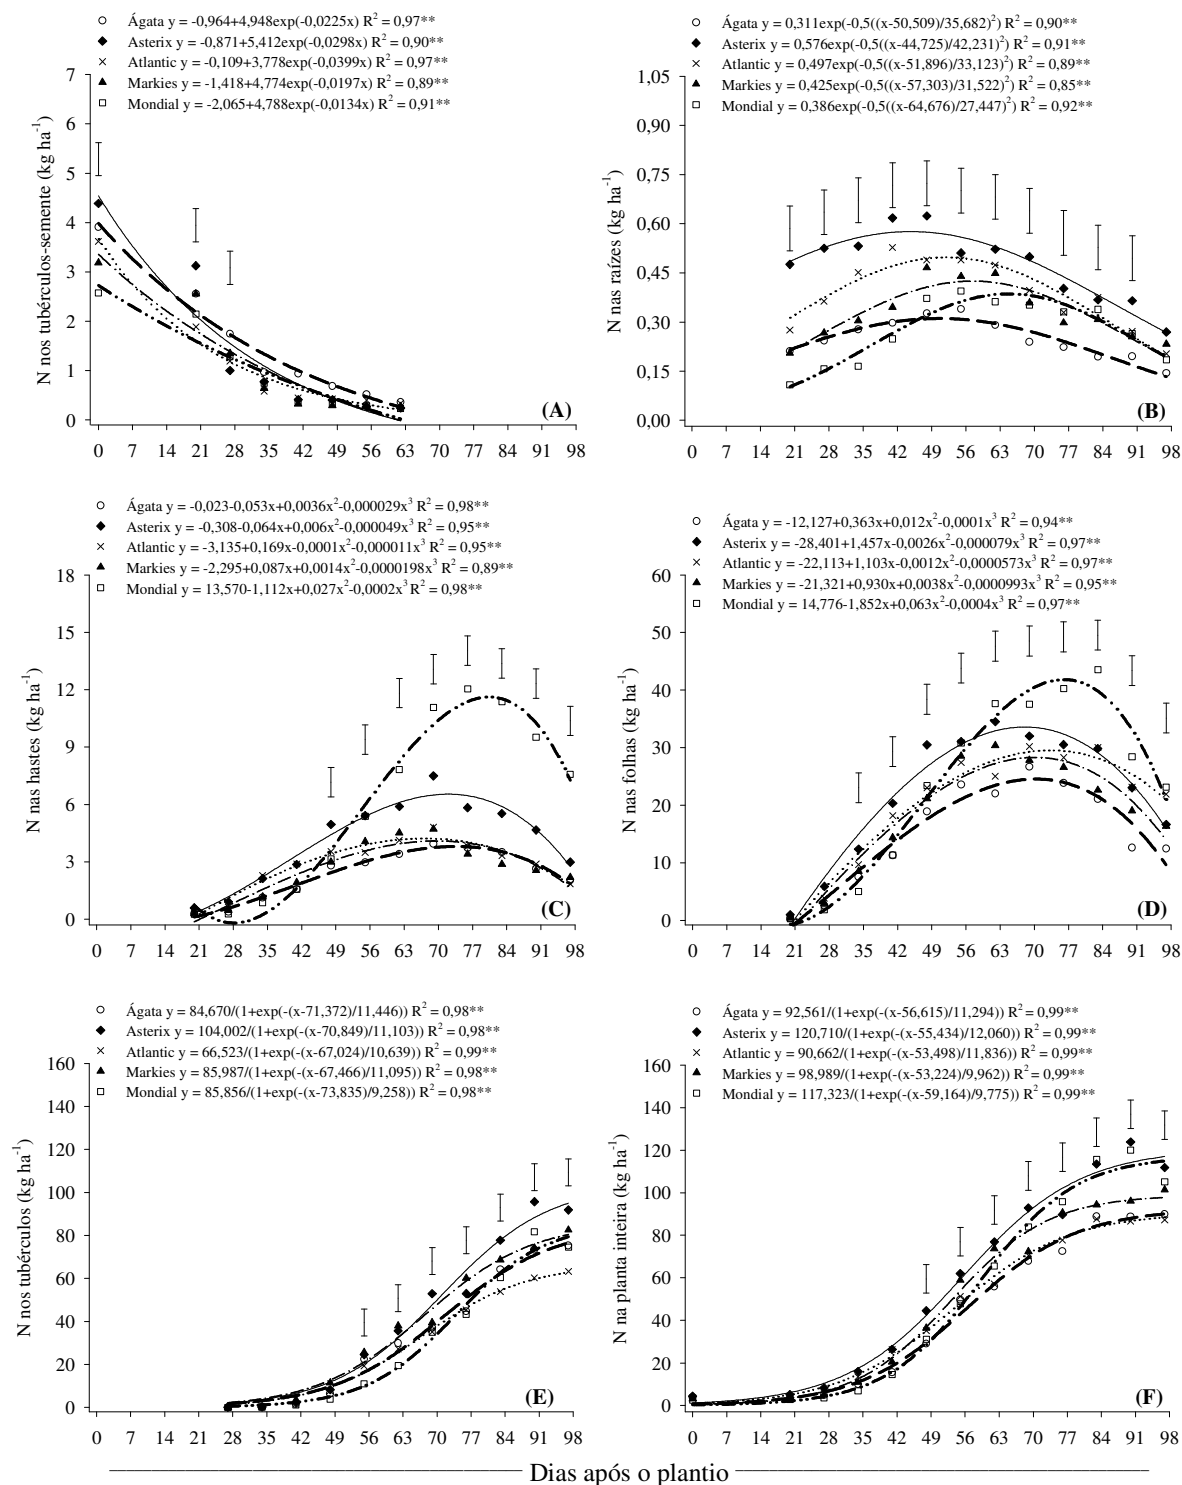 Ágata y = -0,964+4,948exp(-0,0225x) R² = 0,97**
Asterix y = -0,871+5,412exp(-0,0298x) R² = 0,90**
Atlantic y = -0,109+3,778exp(-0,0399x) R² = 0,97**
Markies y = -1,418+4,774exp(-0,0197x) R² = 0,89**
Mondial y = -2,065+4,788exp(-0,0134x) R² = 0,91**
N nos tubérculos-semente (kg ha⁻¹)
7
6
5
4
3
2
1
0
(A)
0 7 14 21 28 35 42 49 56 63 70 77 84 91 98
Ágata y = 0,311exp(-0,5((x-50,509)/35,682)²) R² = 0,90**
Asterix y = 0,576exp(-0,5((x-44,725)/42,231)²) R² = 0,91**
Atlantic y = 0,497exp(-0,5((x-51,896)/33,123)²) R² = 0,89**
Markies y = 0,425exp(-0,5((x-57,303)/31,522)²) R² = 0,85**
Mondial y = 0,386exp(-0,5((x-64,676)/27,447)²) R² = 0,92**
N nas raízes (kg ha⁻¹)
1,05
0,90
0,75
0,60
0,45
0,30
0,15
0,00
(B)
0 7 14 21 28 35 42 49 56 63 70 77 84 91 98
Ágata y = -0,023-0,053x+0,0036x²-0,000029x³ R² = 0,98**
Asterix y = -0,308-0,064x+0,006x²-0,000049x³ R² = 0,95**
Atlantic y = -3,135+0,169x-0,0001x²-0,000011x³ R² = 0,95**
Markies y = -2,295+0,087x+0,0014x²-0,0000198x³ R² = 0,89**
Mondial y = 13,570-1,112x+0,027x²-0,0002x³ R² = 0,98**
N nas hastes (kg ha⁻¹)
18
15
12
9
6
3
0
(C)
0 7 14 21 28 35 42 49 56 63 70 77 84 91 98
Ágata y = -12,127+0,363x+0,012x²-0,0001x³ R² = 0,94**
Asterix y = -28,401+1,457x-0,0026x²-0,000079x³ R² = 0,97**
Atlantic y = -22,113+1,103x-0,0012x²-0,0000573x³ R² = 0,97**
Markies y = -21,321+0,930x+0,0038x²-0,0000993x³ R² = 0,95**
Mondial y = 14,776-1,852x+0,063x²-0,0004x³ R² = 0,97**
N nas folhas (kg ha⁻¹)
60
50
40
30
20
10
0
(D)
0 7 14 21 28 35 42 49 56 63 70 77 84 91 98
Ágata y = 84,670/(1+exp(-(x-71,372)/11,446)) R² = 0,98**
Asterix y = 104,002/(1+exp(-(x-70,849)/11,103)) R² = 0,98**
Atlantic y = 66,523/(1+exp(-(x-67,024)/10,639)) R² = 0,99**
Markies y = 85,987/(1+exp(-(x-67,466)/11,095)) R² = 0,98**
Mondial y = 85,856/(1+exp(-(x-73,835)/9,258)) R² = 0,98**
N nos tubérculos (kg ha⁻¹)
160
140
120
100
80
60
40
20
0
(E)
0 7 14 21 28 35 42 49 56 63 70 77 84 91 98
Ágata y = 92,561/(1+exp(-(x-56,615)/11,294)) R² = 0,99**
Asterix y = 120,710/(1+exp(-(x-55,434)/12,060)) R² = 0,99**
Atlantic y = 90,662/(1+exp(-(x-53,498)/11,836)) R² = 0,99**
Markies y = 98,989/(1+exp(-(x-53,224)/9,962)) R² = 0,99**
Mondial y = 117,323/(1+exp(-(x-59,164)/9,775)) R² = 0,99**
N na planta inteira (kg ha⁻¹)
160
140
120
100
80
60
40
20
0
(F)
0 7 14 21 28 35 42 49 56 63 70 77 84 91 98
Dias após o plantio